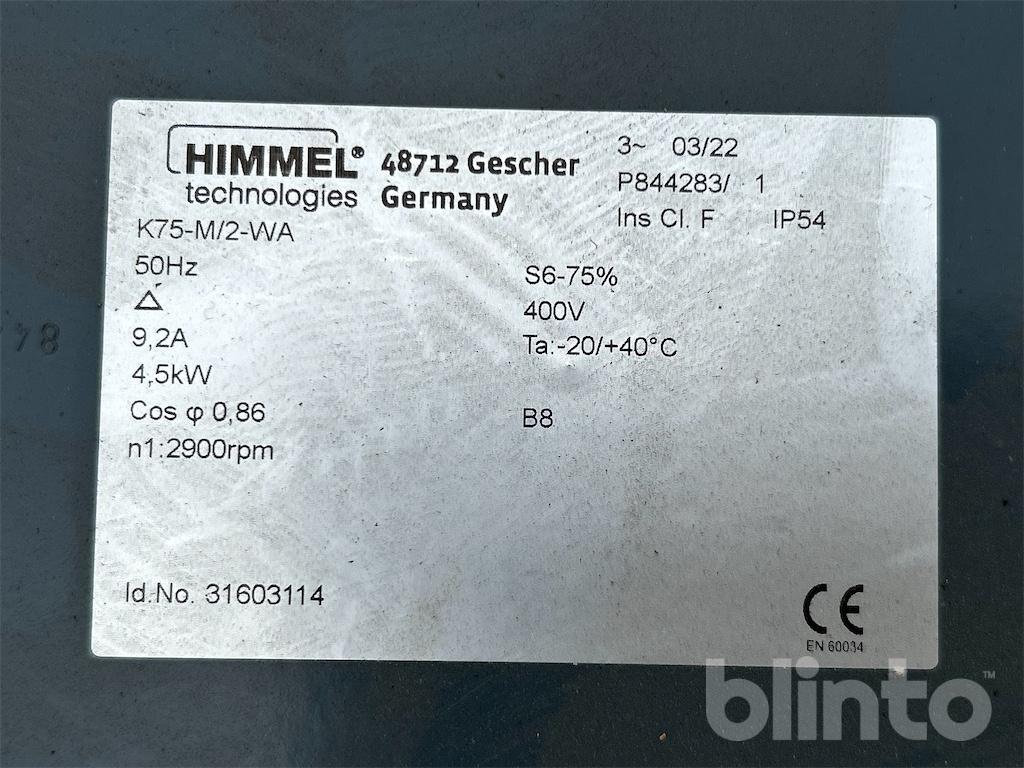 HIMMEL®
technologies
48712 Gescher
Germany
3~ 03/22
P844283/ 1
Ins Cl. F IP54
K75-M/2-WA
50Hz
S6-75%
△
400V
9,2A
Ta:-20/+40°C
4,5kW
Cos φ 0,86
B8
n1:2900rpm
Id.No. 31603114
CE
EN 60034
blinto™